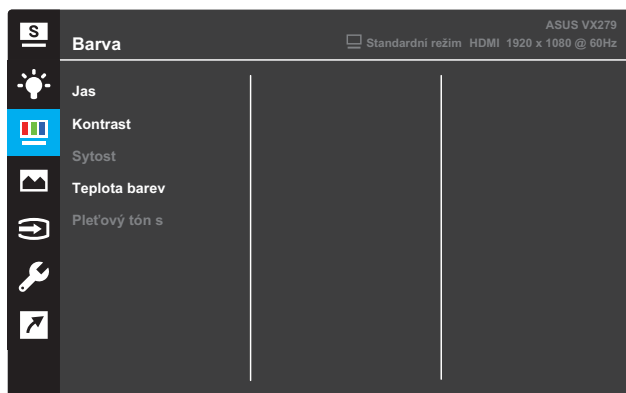 S
ASUS VX279
Barva
Standardní režim HDMI 1920 x 1080 @ 60Hz
Jas
Kontrast
Sytost
Teplota barev
Pleťový tón s